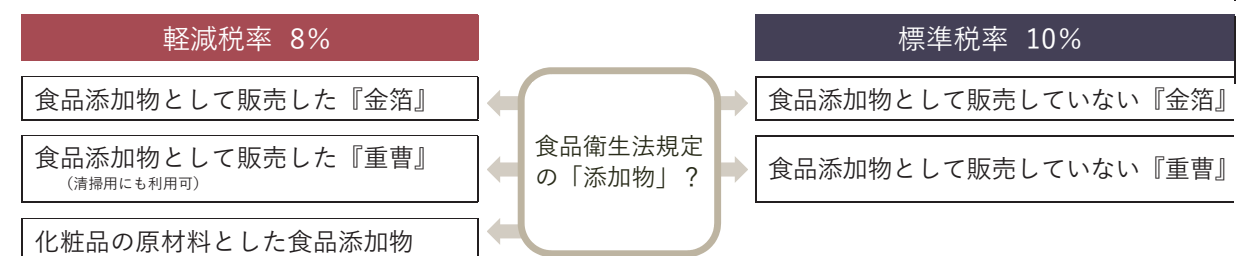 軽減税率 8%
標準税率 10%
食品添加物として販売した『金箔』
食品添加物として販売していない『金箔』
食品衛生法規定
の「添加物」？
食品添加物として販売した『重曹』
（清掃用にも利用可）
食品添加物として販売していない『重曹』
化粧品の原材料とした食品添加物